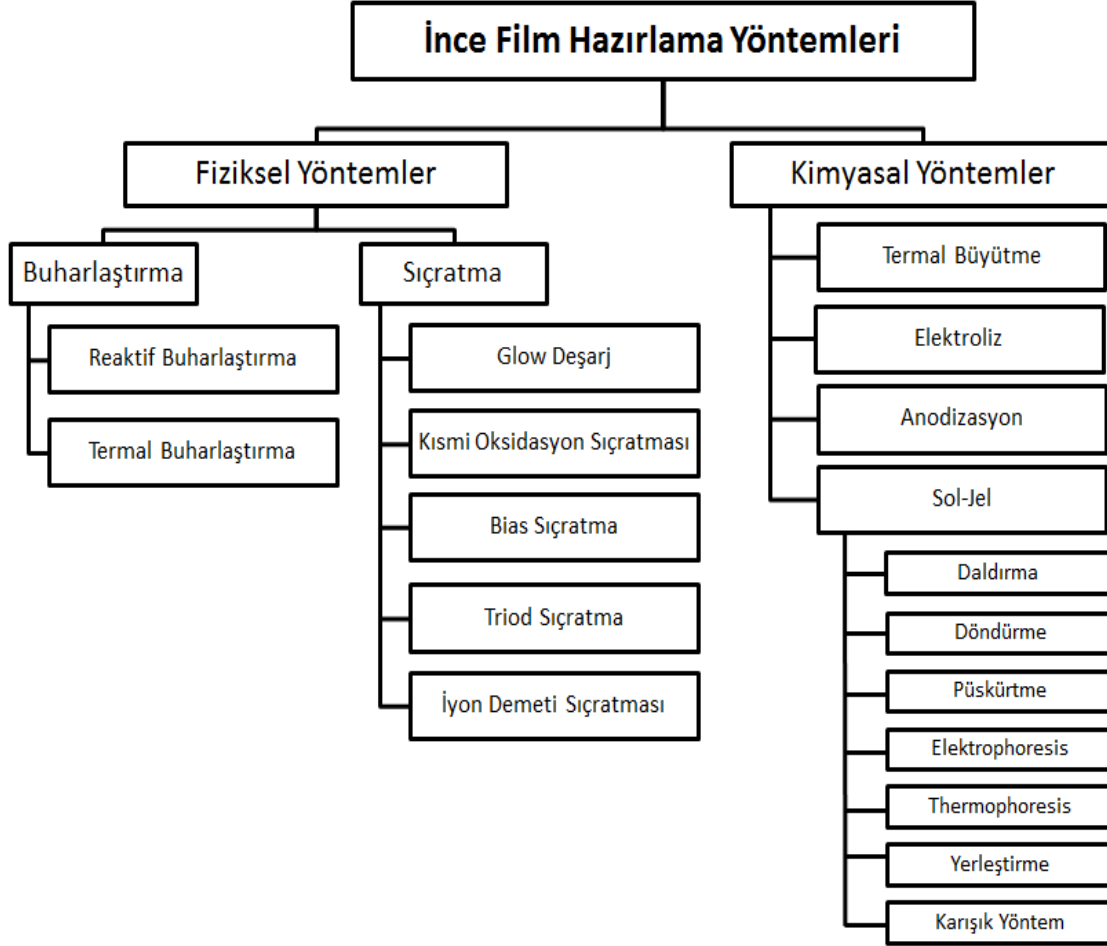 İnce Film Hazırlama Yöntemleri
Fiziksel Yöntemler
Buharlaştırma
Reaktif Buharlaştırma
Termal Buharlaştırma
Sıçratma
Glow Deşarj
Kısmi Oksidasyon Sıçratması
Bias Sıçratma
Triod Sıçratma
İyon Demeti Sıçratması
Kimyasal Yöntemler
Termal Büyütme
Elektroliz
Anodizasyon
Sol-Jel
Daldırma
Döndürme
Püskürtme
Elektrophoresis
Thermophoresis
Yerleştirme
Karışık Yöntem